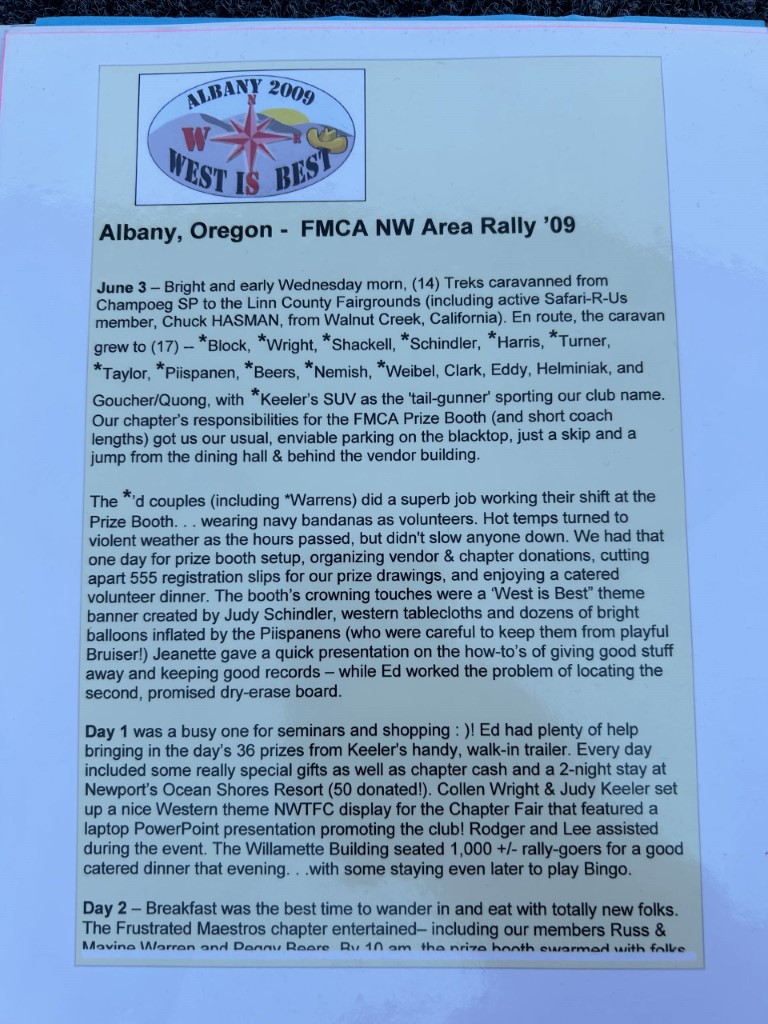 ALBANY 2009
N
W E
WEST IS BEST
Albany, Oregon - FMCA NW Area Rally '09
June 3 – Bright and early Wednesday morn, (14) Treks caravanned from
Champoeg SP to the Linn County Fairgrounds (including active Safari-R-Us
member, Chuck HASMAN, from Walnut Creek, California). En route, the caravan
grew to (17) – *Block, *Wright, *Shackell, *Schindler, *Harris, *Turner,
*Taylor, *Piispanen, *Beers, *Nemish, *Weibel, Clark, Eddy, Helminiak, and
Goucher/Quong, with *Keeler's SUV as the 'tail-gunner' sporting our club name.
Our chapter's responsibilities for the FMCA Prize Booth (and short coach
lengths) got us our usual, enviable parking on the blacktop, just a skip and a
jump from the dining hall & behind the vendor building.
The *'d couples (including *Warrens) did a superb job working their shift at the
Prize Booth. . . wearing navy bandanas as volunteers. Hot temps turned to
violent weather as the hours passed, but didn't slow anyone down. We had that
one day for prize booth setup, organizing vendor & chapter donations, cutting
apart 555 registration slips for our prize drawings, and enjoying a catered
volunteer dinner. The booth's crowning touches were a 'West is Best" theme
banner created by Judy Schindler, western tablecloths and dozens of bright
balloons inflated by the Piispanens (who were careful to keep them from playful
Bruiser!) Jeanette gave a quick presentation on the how-to's of giving good stuff
away and keeping good records – while Ed worked the problem of locating the
second, promised dry-erase board.
Day 1 was a busy one for seminars and shopping : )! Ed had plenty of help
bringing in the day's 36 prizes from Keeler's handy, walk-in trailer. Every day
included some really special gifts as well as chapter cash and a 2-night stay at
Newport's Ocean Shores Resort (50 donated!). Collen Wright & Judy Keeler set
up a nice Western theme NWTFC display for the Chapter Fair that featured a
laptop PowerPoint presentation promoting the club! Rodger and Lee assisted
during the event. The Willamette Building seated 1,000 +/- rally-goers for a good
catered dinner that evening. . .with some staying even later to play Bingo.
Day 2 – Breakfast was the best time to wander in and eat with totally new folks.
The Frustrated Maestros chapter entertained– including our members Russ &
Maxine Warren and Peggy Beers. By 10 am, the prize booth swarmed with folks